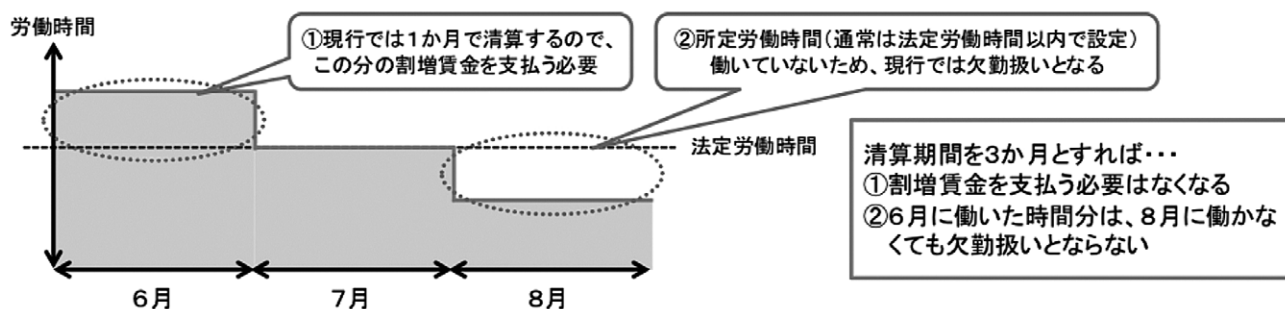 労働時間
①現行では1か月で清算するので、
この分の割増賃金を支払う必要
②所定労働時間(通常は法定労働時間以内で設定)
働いていないため、現行では欠勤扱いとなる
法定労働時間
清算期間を3か月とすれば・・・
①割増賃金を支払う必要はなくなる
②6月に働いた時間分は、8月に働かな
くても欠勤扱いとならない
6月
7月
8月